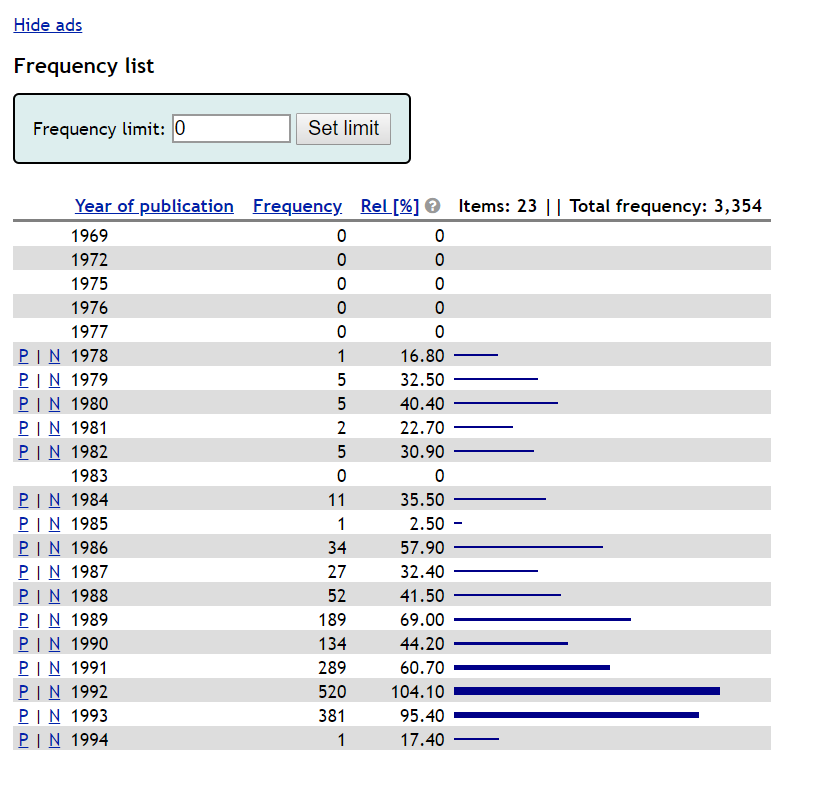 Hide ads
Frequency list
Frequency limit: 0 Set limit
Year of publication Frequency Rel [%] ? Items: 23 | | Total frequency: 3,354
1969 0 0
1972 0 0
1975 0 0
1976 0 0
1977 0 0
P | N 1978 1 16.80
P | N 1979 5 32.50
P | N 1980 5 40.40
P | N 1981 2 22.70
P | N 1982 5 30.90
1983 0 0
P | N 1984 11 35.50
P | N 1985 1 2.50
P | N 1986 34 57.90
P | N 1987 27 32.40
P | N 1988 52 41.50
P | N 1989 189 69.00
P | N 1990 134 44.20
P | N 1991 289 60.70
P | N 1992 520 104.10
P | N 1993 381 95.40
P | N 1994 1 17.40